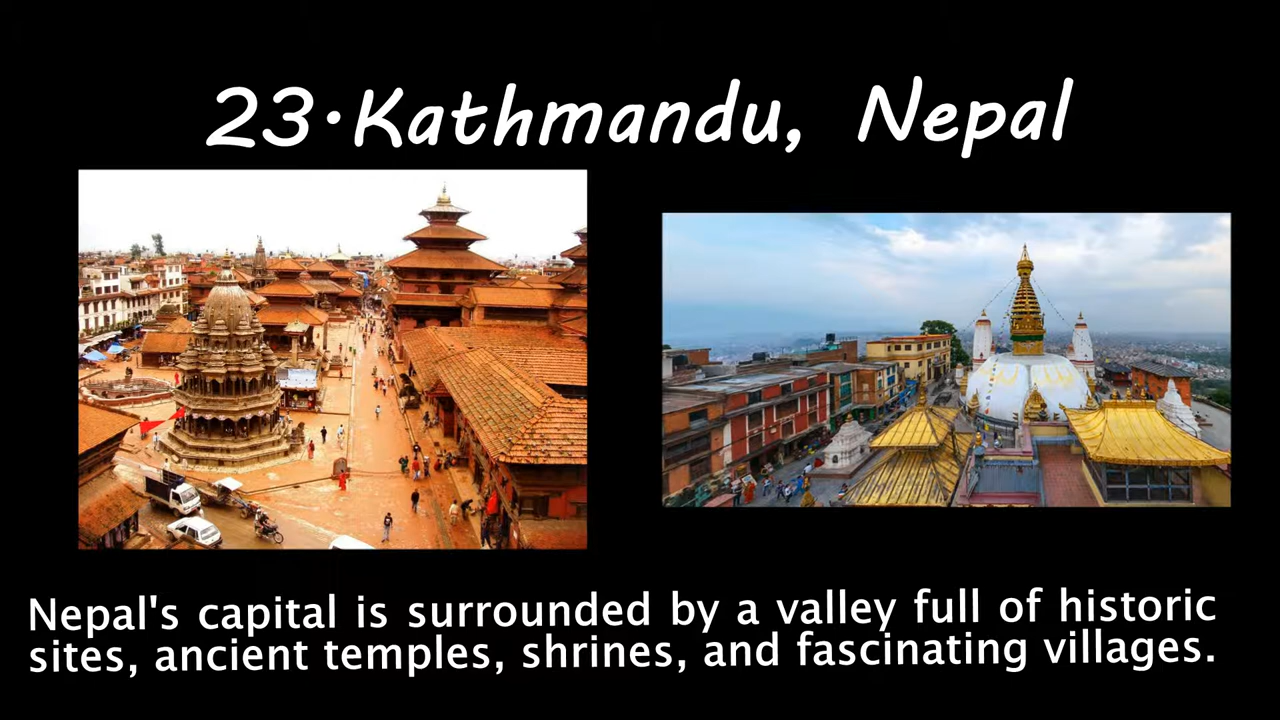 23·Kathmandu, Nepal
Nepal's capital is surrounded by a valley full of historic
sites, ancient temples, shrines, and fascinating villages.